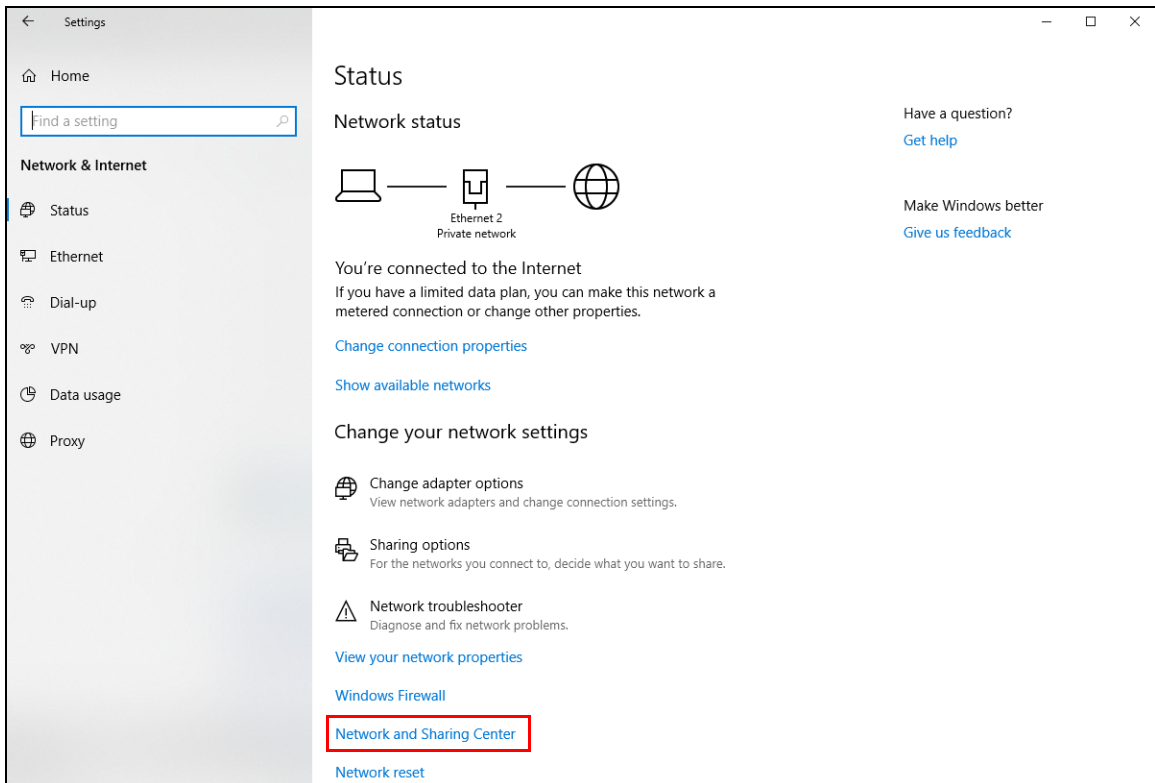 Settings
Home
Find a setting
Network & Internet
Status
Ethernet
Dial-up
VPN
Data usage
Proxy
Status
Network status
Ethernet 2
Private network
You're connected to the Internet
If you have a limited data plan, you can make this network a
metered connection or change other properties.
Change connection properties
Show available networks
Change your network settings
Change adapter options
View network adapters and change connection settings.
Sharing options
For the networks you connect to, decide what you want to share.
Network troubleshooter
Diagnose and fix network problems.
View your network properties
Windows Firewall
Network and Sharing Center
Network reset
Have a question?
Get help
Make Windows better
Give us feedback